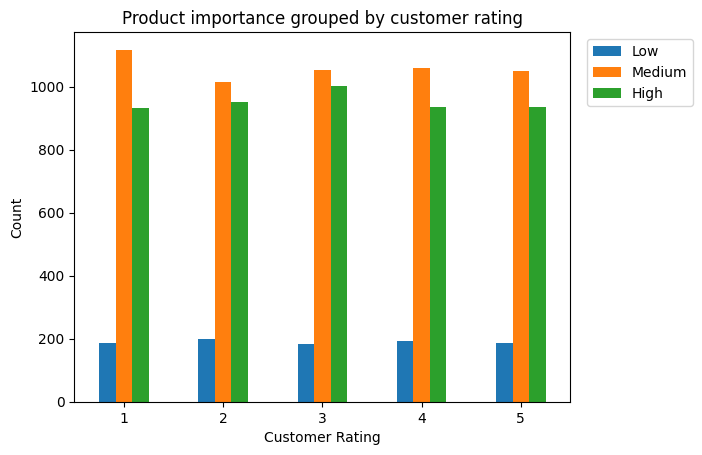 Product importance grouped by customer rating
Low
Medium
High
Count
1000
800
600
400
200
0
1 2 3 4 5
Customer Rating